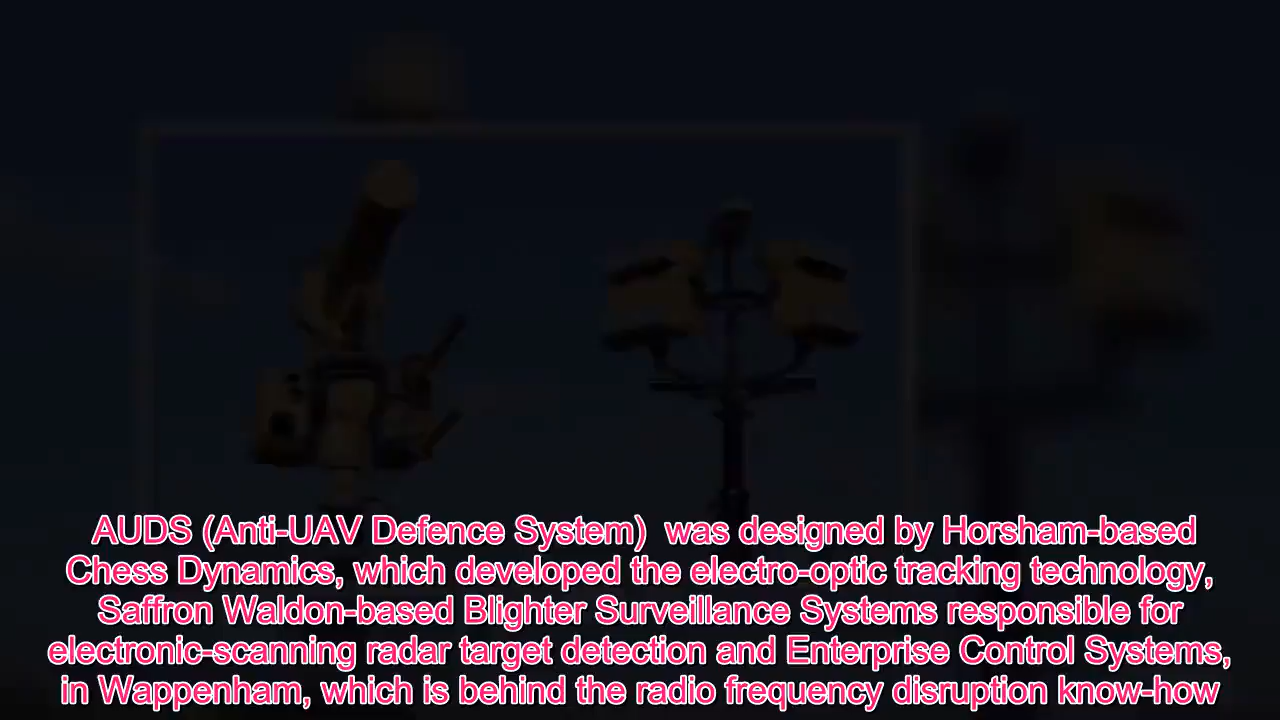 AUDS (Anti-UAV Defence System)  was designed by Horsham-based
Chess Dynamics, which developed the electro-optic tracking technology,
Saffron Waldon-based Blighter Surveillance Systems responsible for
electronic-scanning radar target detection and Enterprise Control Systems,
in Wappenham, which is behind the radio frequency disruption know-how